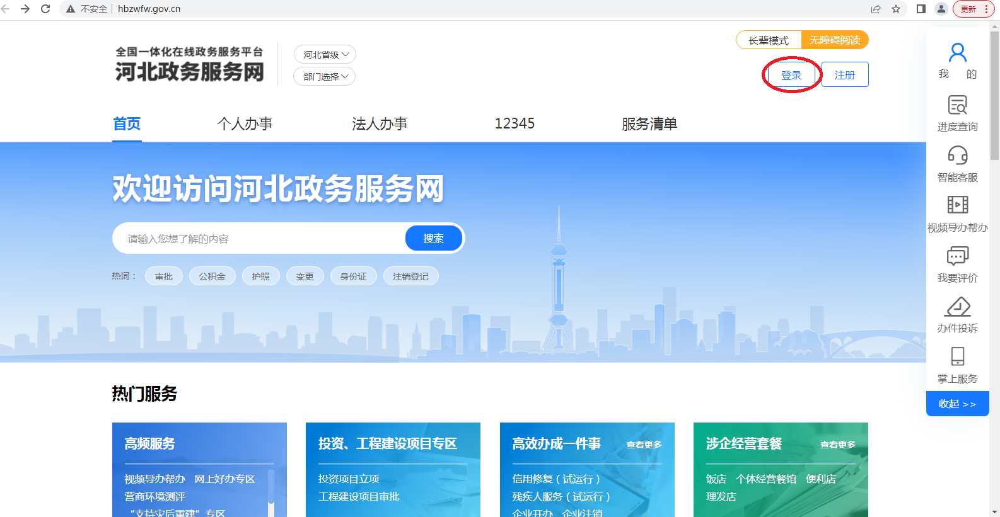 不安全 hbzwfw.gov.cn 更新
全国一体化在线政务服务平台
河北政务服务网
河北省级
部门选择
长辈模式 无障碍阅读
登录 注册
首页 个人办事 法人办事 12345 服务清单
欢迎访问河北政务服务网
请输入您想了解的内容 搜索
热词： 审批 公积金 护照 变更 身份证 注销登记
我 的
进度查询
智能客服
视频导办帮办
我要评价
办件投诉
掌上服务
收起 >>
热门服务
高频服务
视频导办帮办 网上好办专区
营商环境测评
“支持灾后重建”专区
投资、工程建设项目专区
投资项目立项
工程建设项目审批
高效办成一件事 查看更多
信用修复（试运行）
残疾人服务（试运行）
企业开办 企业注销
涉企经营套餐 查看更多
饭店 个体经营餐馆 便利店
理发店